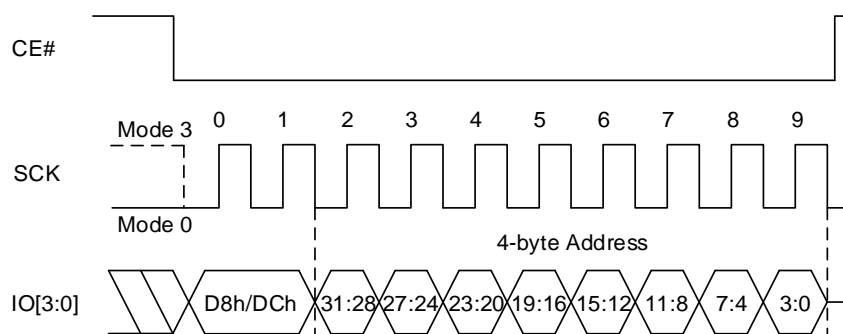 CE#
Mode 3 0 1 2 3 4 5 6 7 8 9
SCK
Mode 0
4-byte Address
IO[3:0] D8h/DCh 31:28 27:24 23:20 19:16 15:12 11:8 7:4 3:0